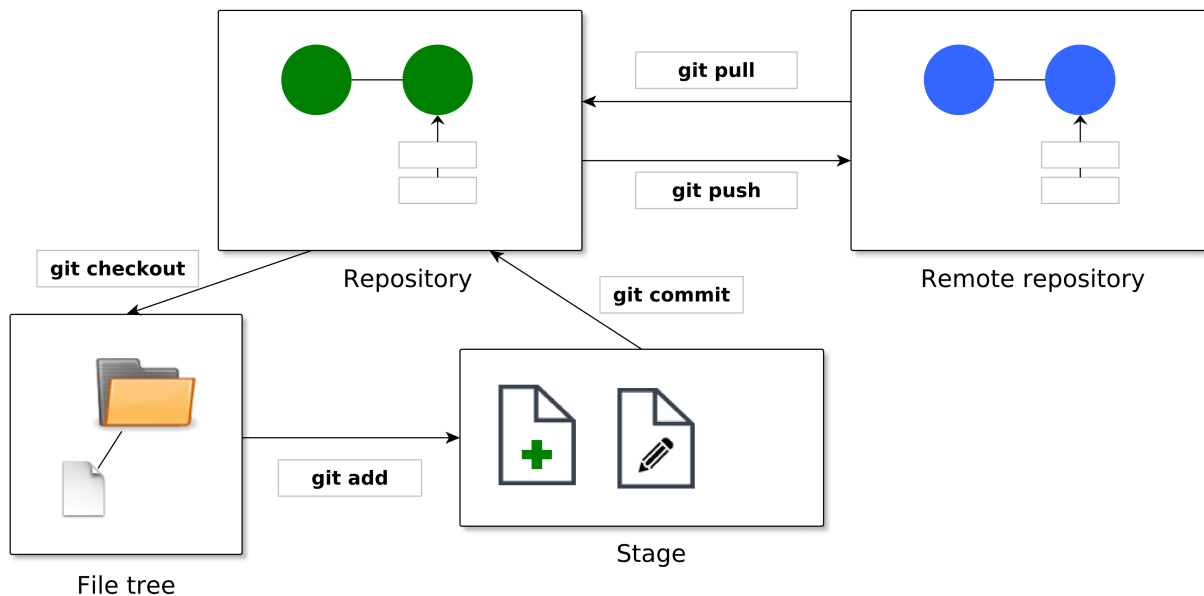 git pull
git push
git checkout
Repository
Remote repository
git commit
git add
Stage
File tree